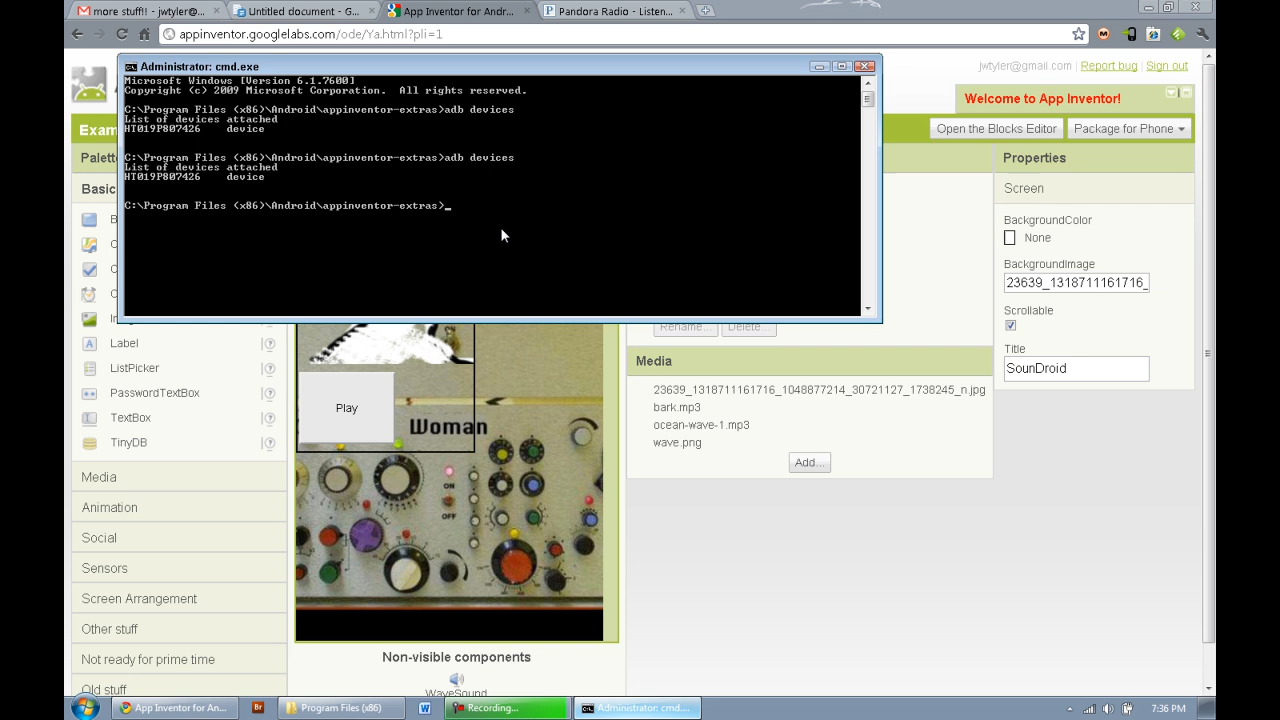 more stuff!! - jwtyler@...
Untitled document - G...
App Inventor for And...
Pandora Radio - Listen...
appinventor.googlelabs.com/ode/Ya.html?pli=1
Administrator: cmd.exe
Microsoft Windows [Version 6.1.7600]
Copyright (c) 2009 Microsoft Corporation. All rights reserved.
C:\Program Files (x86)\Android\appinventor-extras>adb devices
List of devices attached
HT019P807426 device
C:\Program Files (x86)\Android\appinventor-extras>adb devices
List of devices attached
HT019P807426 device
C:\Program Files (x86)\Android\appinventor-extras>_
jwtyler@gmail.com | Report bug | Sign out
Welcome to App Inventor!
Exam
Open the Blocks Editor
Package for Phone
Palett
Basic
Label
ListPicker
PasswordTextBox
TextBox
TinyDB
Media
Animation
Social
Sensors
Screen Arrangement
Other stuff
Not ready for prime time
Old stuff
Play
Woman
ON
OFF
Non-visible components
WaveSound
Rename...
Delete...
Media
23639_1318711161716_1048877214_30721127_1738245_n.jpg
bark.mp3
ocean-wave-1.mp3
wave.png
Add...
Properties
Screen
BackgroundColor
None
BackgroundImage
23639_1318711161716_
Scrollable
Title
SounDroid
App Inventor for An...
Br
Program Files (x86)
W
Recording...
Administrator: cmd....
7:36 PM